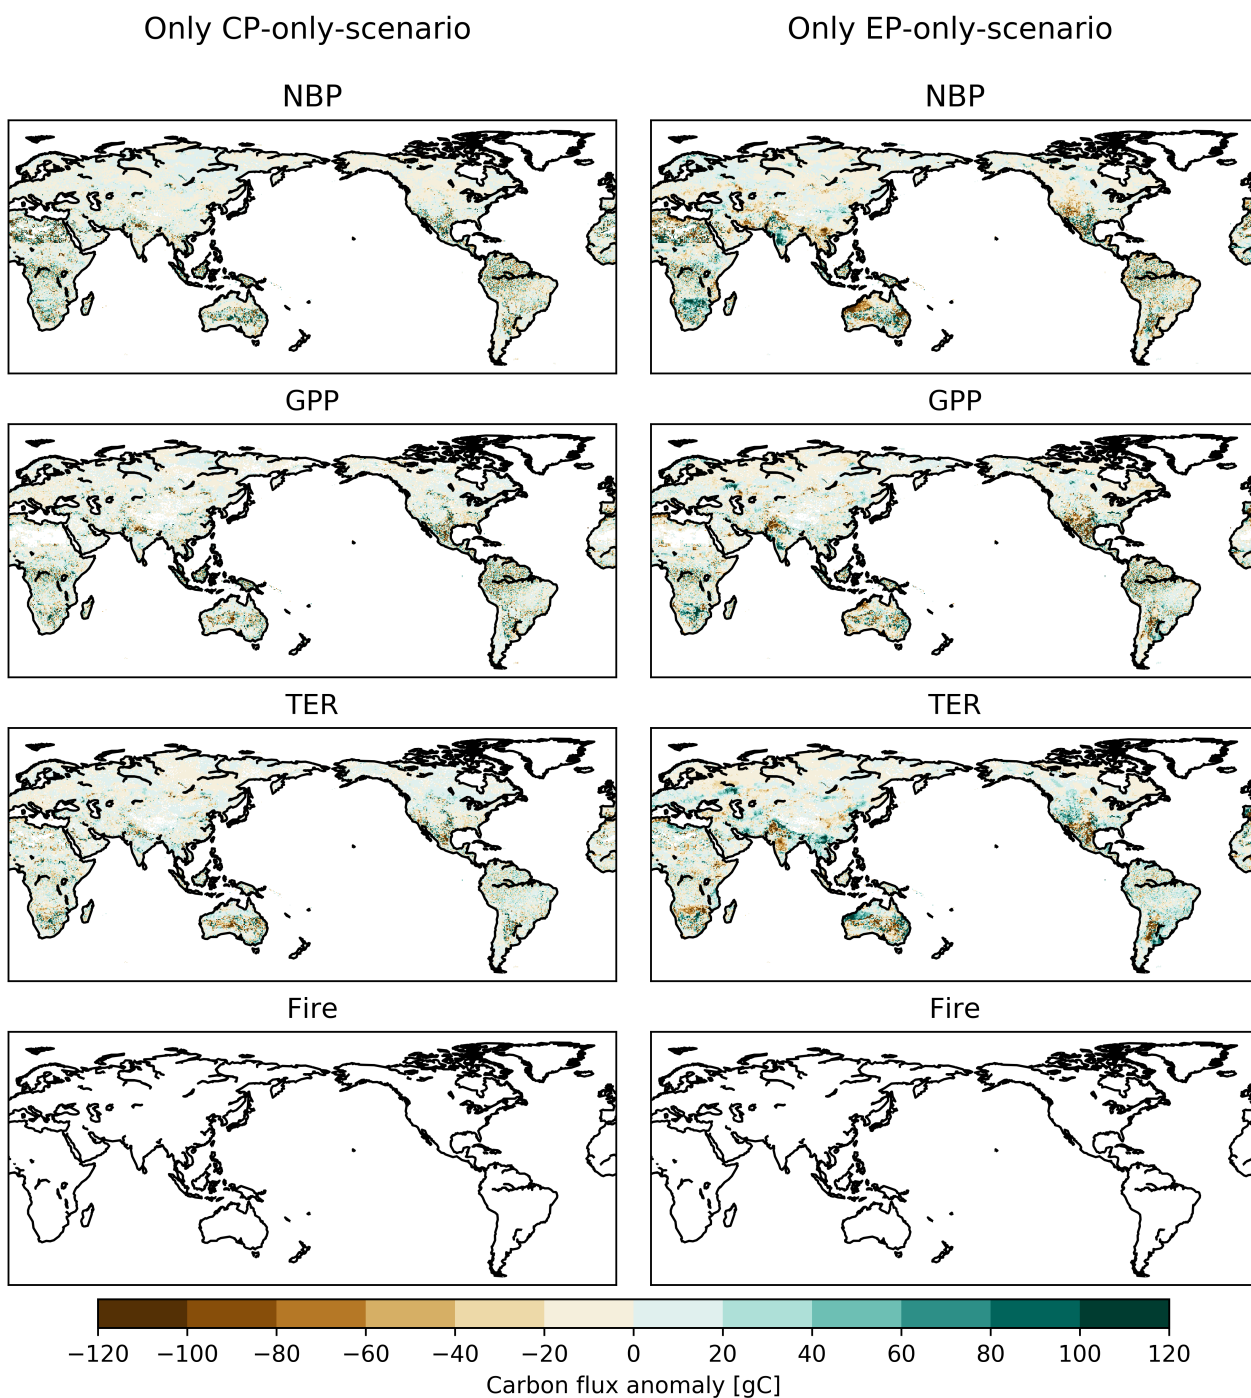 Only CP-only-scenario
Only EP-only-scenario
NBP
NBP
GPP
GPP
TER
TER
Fire
Fire
−120 −100 −80 −60 −40 −20 0 20 40 60 80 100 120
Carbon flux anomaly [gC]